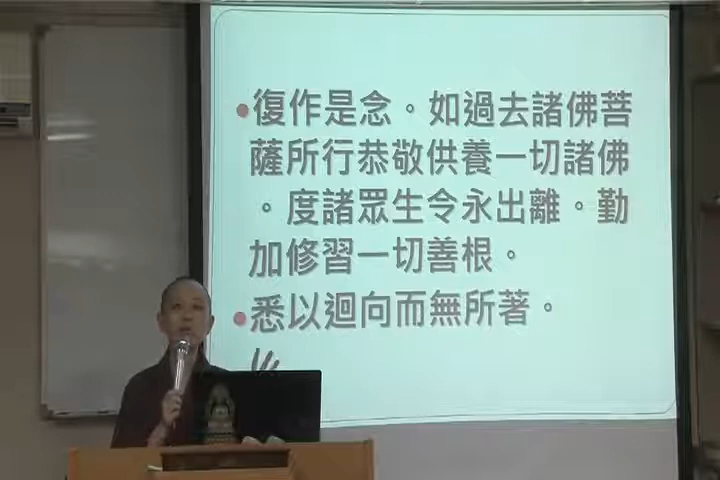 •復作是念。如過去諸佛菩
薩所行恭敬供養一切諸佛
。度諸眾生令永出離。勤
加修習一切善根。
•悉以迴向而無所著。